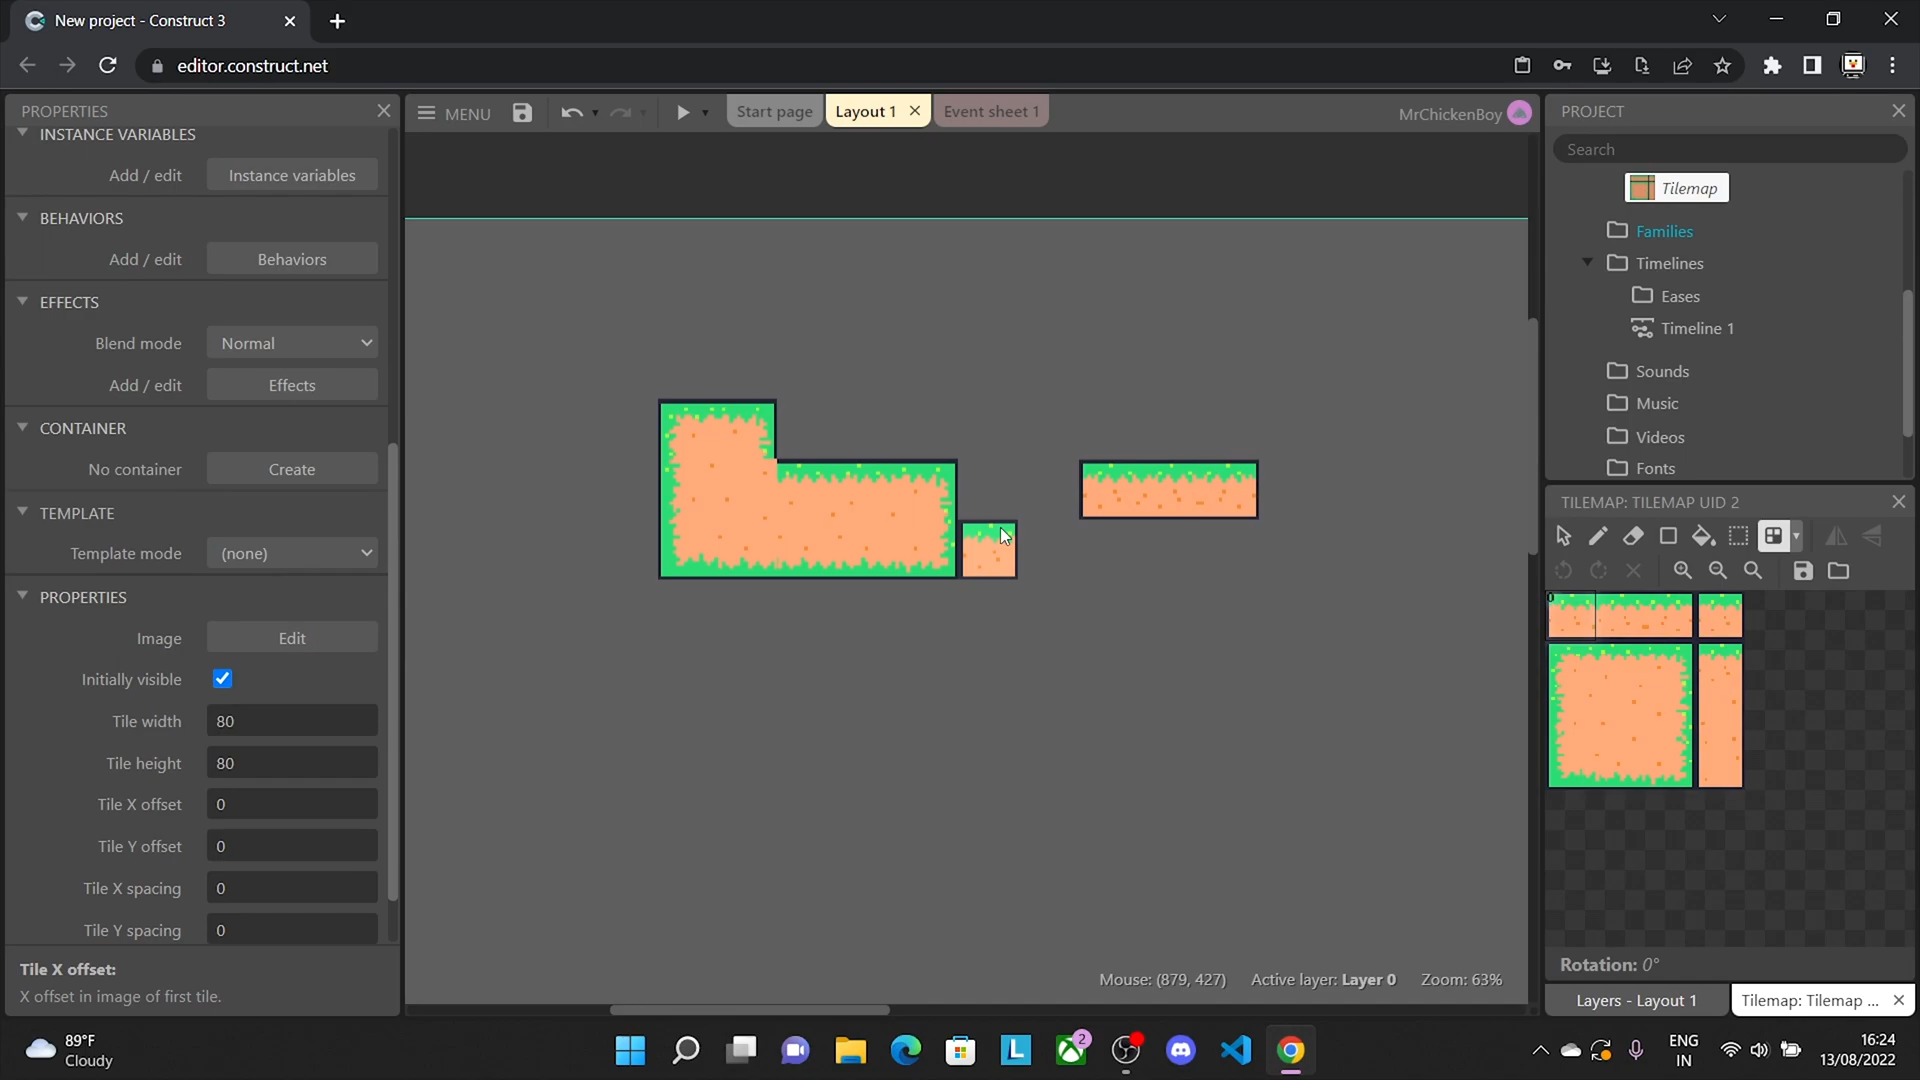 New project - Construct 3
editor.construct.net
PROPERTIES
INSTANCE VARIABLES
Add / edit
Instance variables
BEHAVIORS
Add / edit
Behaviors
EFFECTS
Blend mode
Normal
Add / edit
Effects
CONTAINER
No container
Create
TEMPLATE
Template mode
(none)
PROPERTIES
Image
Edit
Initially visible
Tile width
80
Tile height
80
Tile X offset
0
Tile Y offset
0
Tile X spacing
0
Tile Y spacing
0
Tile X offset:
X offset in image of first tile.
MENU
Start page
Layout 1
Event sheet 1
MrChickenBoy
Mouse: (879, 427)
Active layer: Layer 0
Zoom: 63%
PROJECT
Search
Tilemap
Families
Timelines
Eases
Timeline 1
Sounds
Music
Videos
Fonts
TILEMAP: TILEMAP UID 2
0
Rotation: 0°
Layers - Layout 1
Tilemap: Tilemap ...
89°F
Cloudy
L
2
ENG
IN
16:24
13/08/2022